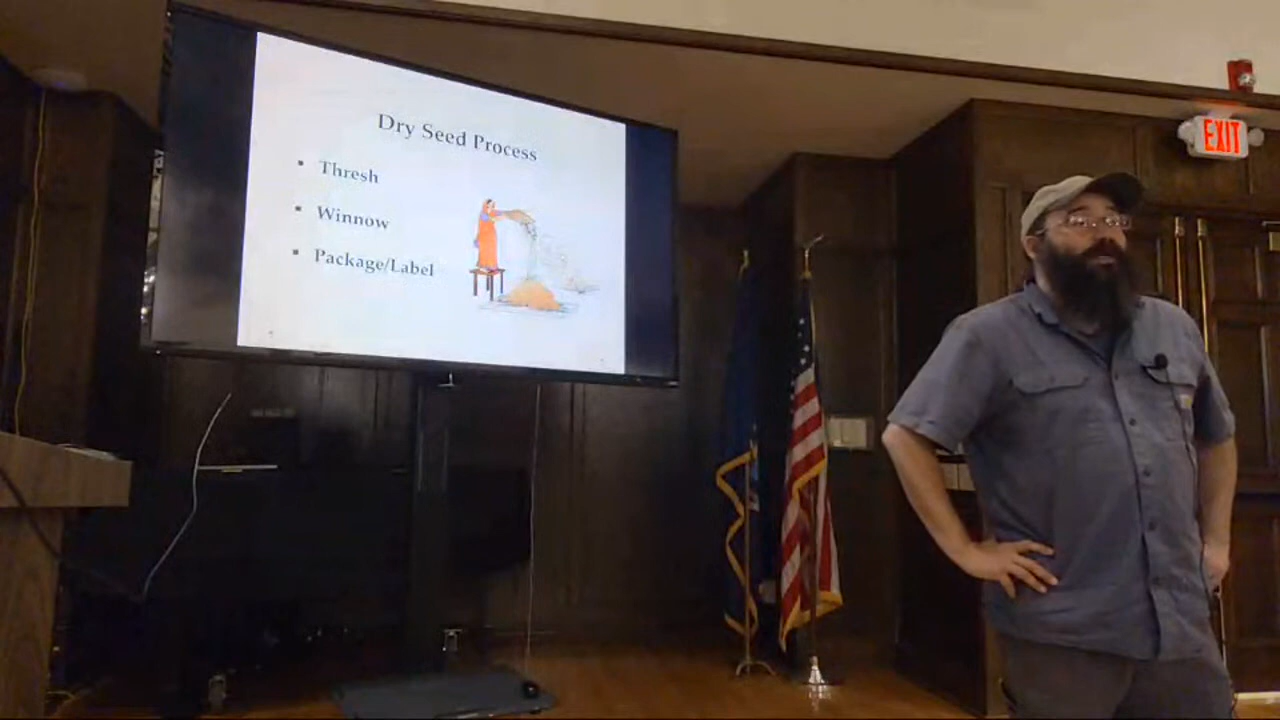 Dry Seed Process
▪ Thresh
▪ Winnow
▪ Package/Label
EXIT